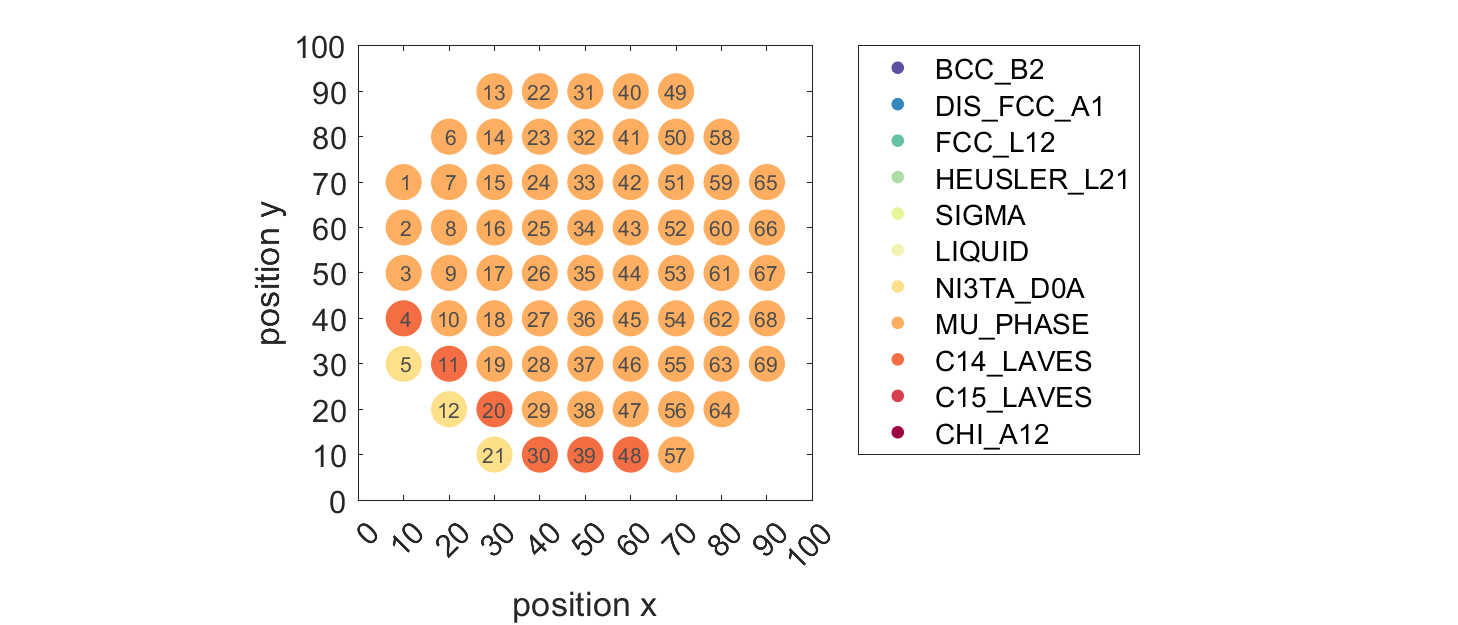 100
90 13 22 31 40 49
80 6 14 23 32 41 50 58
70 1 7 15 24 33 42 51 59 65
60 2 8 16 25 34 43 52 60 66
50 3 9 17 26 35 44 53 61 67
40 4 10 18 27 36 45 54 62 68
30 5 11 19 28 37 46 55 63 69
20 12 20 29 38 47 56 64
10 21 30 39 48 57
0
0 10 20 30 40 50 60 70 80 90 100
position x
position y
BCC_B2
DIS_FCC_A1
FCC_L12
HEUSLER_L21
SIGMA
LIQUID
NI3TA_D0A
MU_PHASE
C14_LAVES
C15_LAVES
CHI_A12